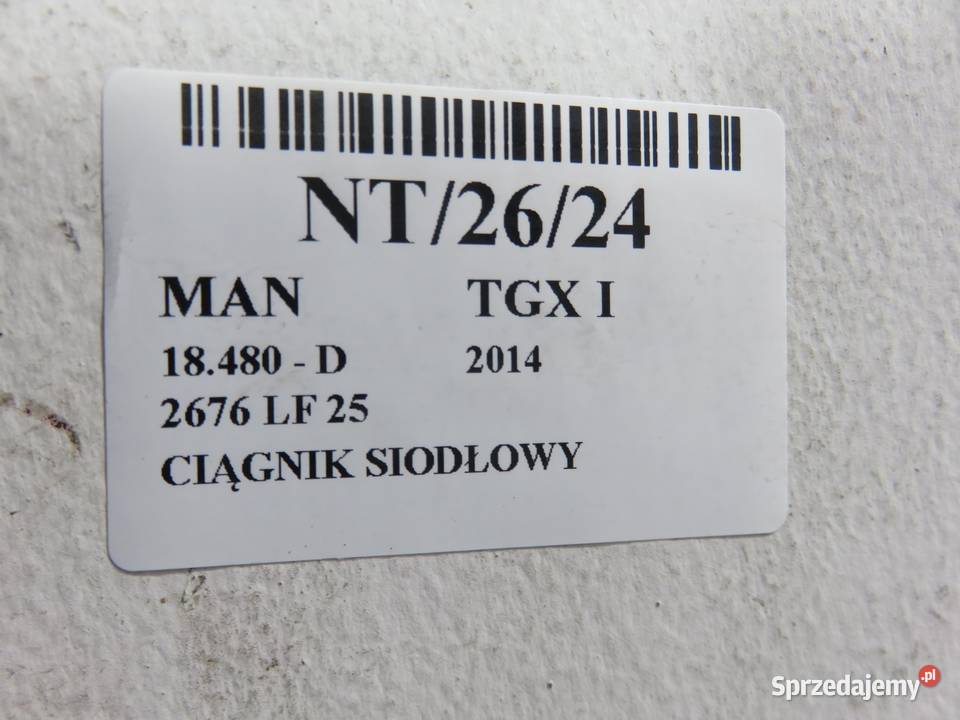 NT/26/24
MAN TGX I
18.480 - D 2014
2676 LF 25
CIĄGNIK SIODŁOWY
Sprzedajemy.pl